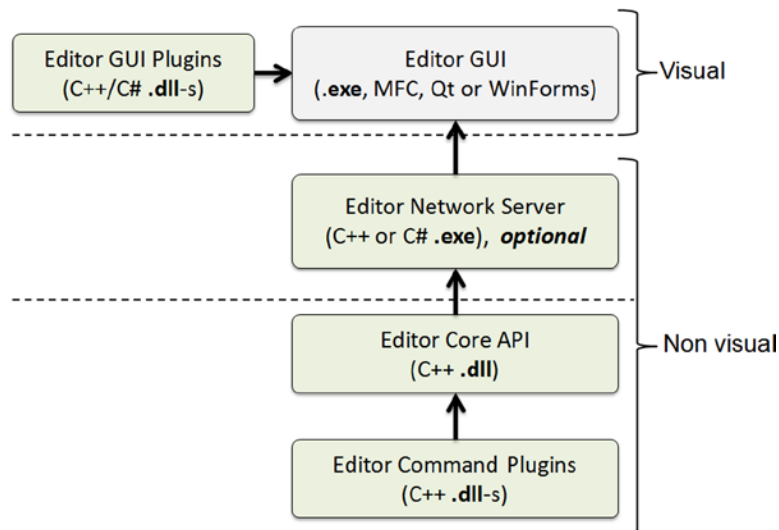 Editor GUI Plugins
(C++/C# .dll-s)
Editor GUI
(.exe, MFC, Qt or WinForms)
Visual
Editor Network Server
(C++ or C# .exe), optional
Editor Core API
(C++ .dll)
Non visual
Editor Command Plugins
(C++ .dll-s)